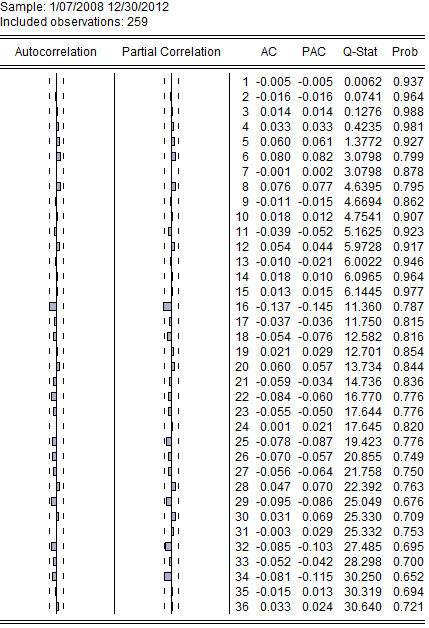 Sample: 1/07/2008 12/30/2012
Included observations: 259
Autocorrelation Partial Correlation AC PAC Q-Stat Prob
1 -0.005 -0.005 0.0062 0.937
2 -0.016 -0.016 0.0741 0.964
3 0.014 0.014 0.1276 0.988
4 0.033 0.033 0.4235 0.981
5 0.060 0.061 1.3772 0.927
6 0.080 0.082 3.0798 0.799
7 -0.001 0.002 3.0798 0.878
8 0.076 0.077 4.6395 0.795
9 -0.011 -0.015 4.6694 0.862
10 0.018 0.012 4.7541 0.907
11 -0.039 -0.052 5.1625 0.923
12 0.054 0.044 5.9728 0.917
13 -0.010 -0.021 6.0022 0.946
14 0.018 0.010 6.0965 0.964
15 0.013 0.015 6.1445 0.977
16 -0.137 -0.145 11.360 0.787
17 -0.037 -0.036 11.750 0.815
18 -0.054 -0.076 12.582 0.816
19 0.021 0.029 12.701 0.854
20 0.060 0.057 13.734 0.844
21 -0.059 -0.034 14.736 0.836
22 -0.084 -0.060 16.770 0.776
23 -0.055 -0.050 17.644 0.776
24 0.001 0.021 17.645 0.820
25 -0.078 -0.087 19.423 0.776
26 -0.070 -0.057 20.855 0.749
27 -0.056 -0.064 21.758 0.750
28 0.047 0.070 22.392 0.763
29 -0.095 -0.086 25.049 0.676
30 0.031 0.069 25.330 0.709
31 -0.003 0.029 25.332 0.753
32 -0.085 -0.103 27.485 0.695
33 -0.052 -0.042 28.298 0.700
34 -0.081 -0.115 30.250 0.652
35 -0.015 0.013 30.319 0.694
36 0.033 0.024 30.640 0.721